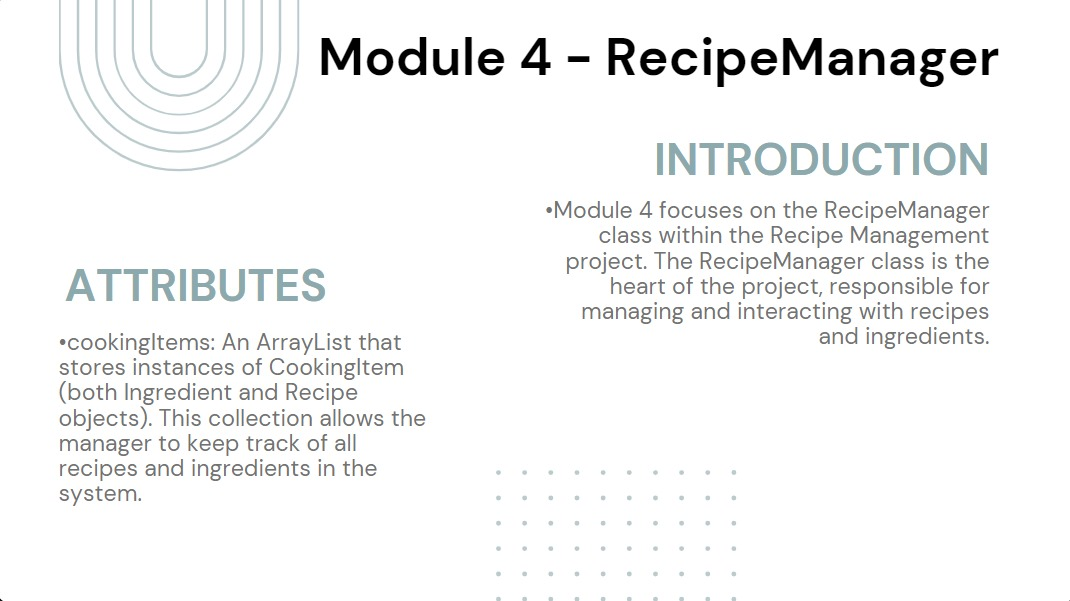 Module 4 - RecipeManager
INTRODUCTION
•Module 4 focuses on the RecipeManager
class within the Recipe Management
project. The RecipeManager class is the
heart of the project, responsible for
managing and interacting with recipes
and ingredients.
ATTRIBUTES
•cookingItems: An ArrayList that
stores instances of CookingItem
(both Ingredient and Recipe
objects). This collection allows the
manager to keep track of all
recipes and ingredients in the
system.